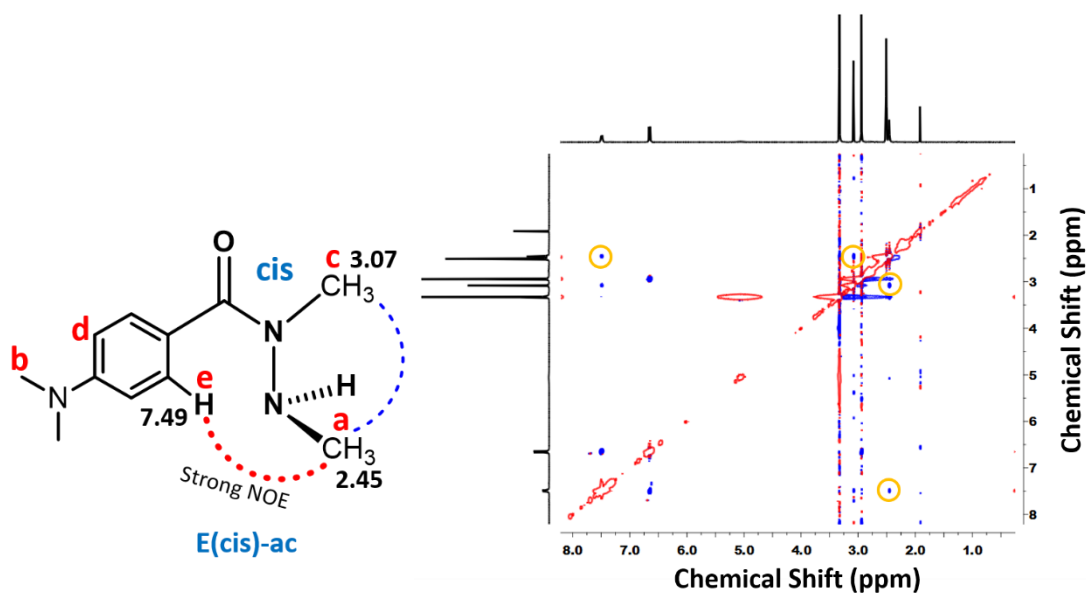 O
cis
c 3.07
CH3
N
d
b
e
N
H
7.49
N
H
a
CH3
2.45
Strong NOE
E(cis)-ac
1
2
3
4
5
6
7
8
Chemical Shift (ppm)
8.0 7.0 6.0 5.0 4.0 3.0 2.0 1.0
Chemical Shift (ppm)